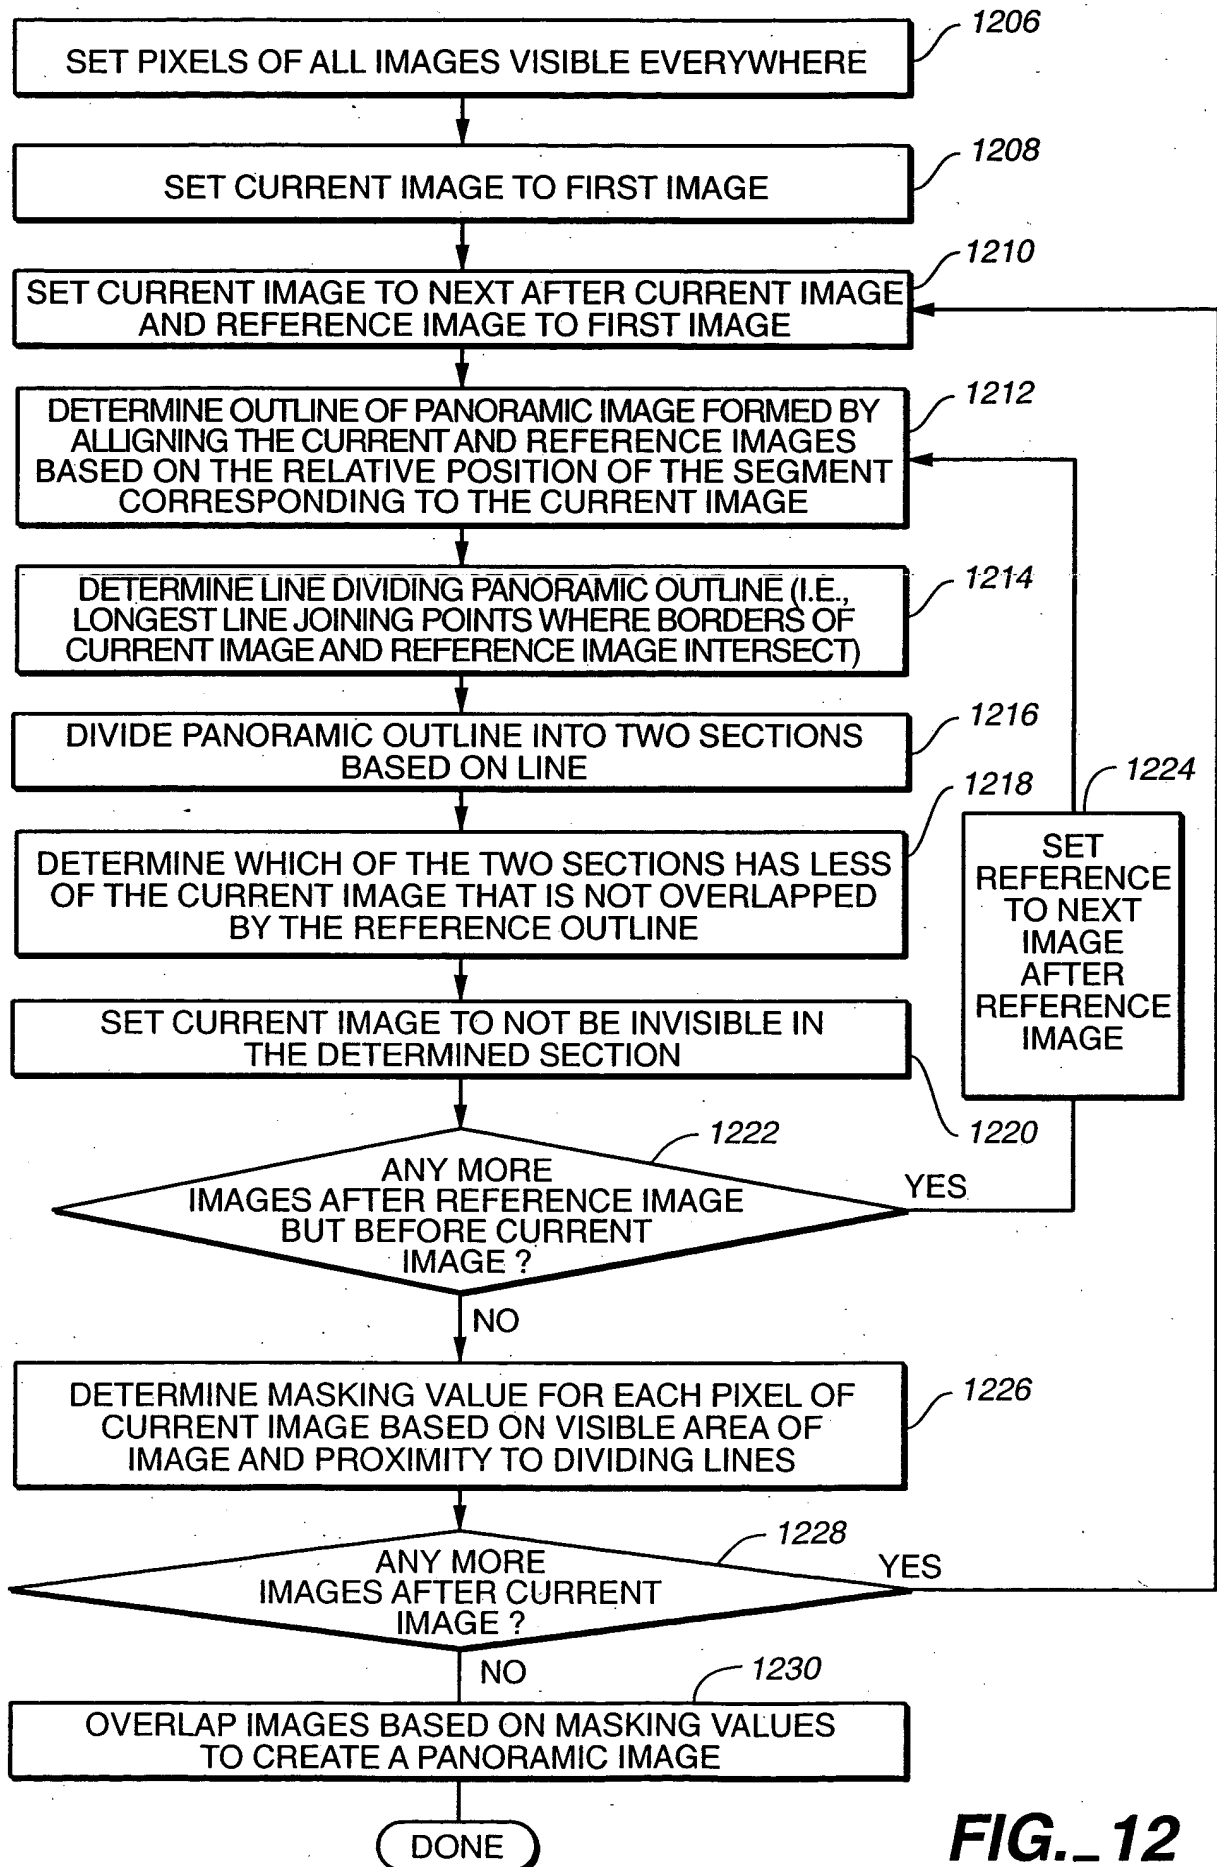 1206
SET PIXELS OF ALL IMAGES VISIBLE EVERYWHERE
1208
SET CURRENT IMAGE TO FIRST IMAGE
1210
SET CURRENT IMAGE TO NEXT AFTER CURRENT IMAGE
AND REFERENCE IMAGE TO FIRST IMAGE
1212
DETERMINE OUTLINE OF PANORAMIC IMAGE FORMED BY
ALLIGNING THE CURRENT AND REFERENCE IMAGES
BASED ON THE RELATIVE POSITION OF THE SEGMENT
CORRESPONDING TO THE CURRENT IMAGE
1214
DETERMINE LINE DIVIDING PANORAMIC OUTLINE (I.E.,
LONGEST LINE JOINING POINTS WHERE BORDERS OF
CURRENT IMAGE AND REFERENCE IMAGE INTERSECT)
1216
DIVIDE PANORAMIC OUTLINE INTO TWO SECTIONS
BASED ON LINE
1218
DETERMINE WHICH OF THE TWO SECTIONS HAS LESS
OF THE CURRENT IMAGE THAT IS NOT OVERLAPPED
BY THE REFERENCE OUTLINE
1224
SET
REFERENCE
TO NEXT
IMAGE
AFTER
REFERENCE
IMAGE
SET CURRENT IMAGE TO NOT BE INVISIBLE IN
THE DETERMINED SECTION
1220
1222
ANY MORE
IMAGES AFTER REFERENCE IMAGE
BUT BEFORE CURRENT
IMAGE ?
YES
NO
1226
DETERMINE MASKING VALUE FOR EACH PIXEL OF
CURRENT IMAGE BASED ON VISIBLE AREA OF
IMAGE AND PROXIMITY TO DIVIDING LINES
1228
ANY MORE
IMAGES AFTER CURRENT
IMAGE ?
YES
NO
1230
OVERLAP IMAGES BASED ON MASKING VALUES
TO CREATE A PANORAMIC IMAGE
DONE
FIG._12